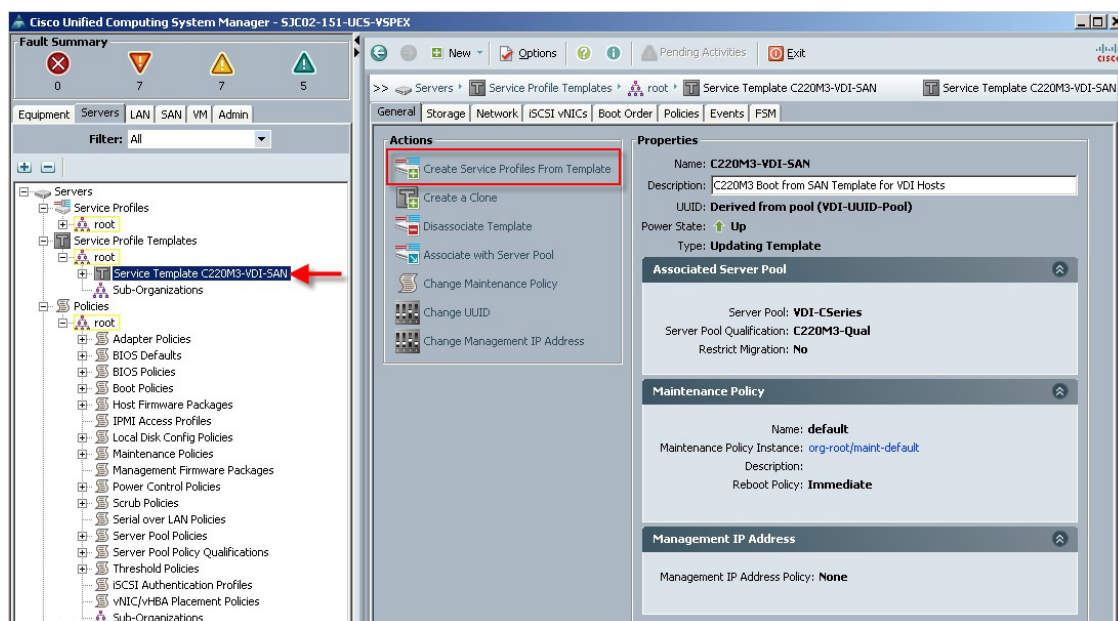 Cisco Unified Computing System Manager - SJC02-151-UCS-VSPEX
Fault Summary
0 7 7 5
Equipment Servers LAN SAN VM Admin
Filter: All
Servers
Service Profiles
root
Service Profile Templates
root
Service Template C220M3-VDI-SAN
Sub-Organizations
Policies
root
Adapter Policies
BIOS Defaults
BIOS Policies
Boot Policies
Host Firmware Packages
IPMI Access Profiles
Local Disk Config Policies
Maintenance Policies
Management Firmware Packages
Power Control Policies
Scrub Policies
Serial over LAN Policies
Server Pool Policies
Server Pool Policy Qualifications
Threshold Policies
iSCSI Authentication Profiles
vNIC/vHBA Placement Policies
Sub-Organizations
New Options Pending Activities Exit
CISCO
>> Servers Service Profile Templates root Service Template C220M3-VDI-SAN Service Template C220M3-VDI-SAN
General Storage Network iSCSI vNICs Boot Order Policies Events FSM
Actions
Create Service Profiles From Template
Create a Clone
Disassociate Template
Associate with Server Pool
Change Maintenance Policy
Change UUID
Change Management IP Address
Properties
Name: C220M3-VDI-SAN
Description: C220M3 Boot from SAN Template for VDI Hosts
UUID: Derived from pool (VDI-UUID-Pool)
Power State: Up
Type: Updating Template
Associated Server Pool
Server Pool: VDI-CSeries
Server Pool Qualification: C220M3-Qual
Restrict Migration: No
Maintenance Policy
Name: default
Maintenance Policy Instance: org-root/maint-default
Description:
Reboot Policy: Immediate
Management IP Address
Management IP Address Policy: None